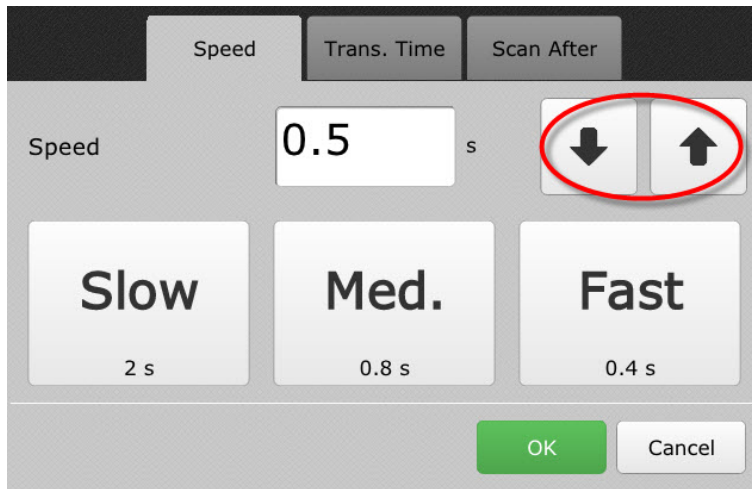 Speed Trans. Time Scan After
Speed 0.5 s
Slow Med. Fast
2 s 0.8 s 0.4 s
OK Cancel